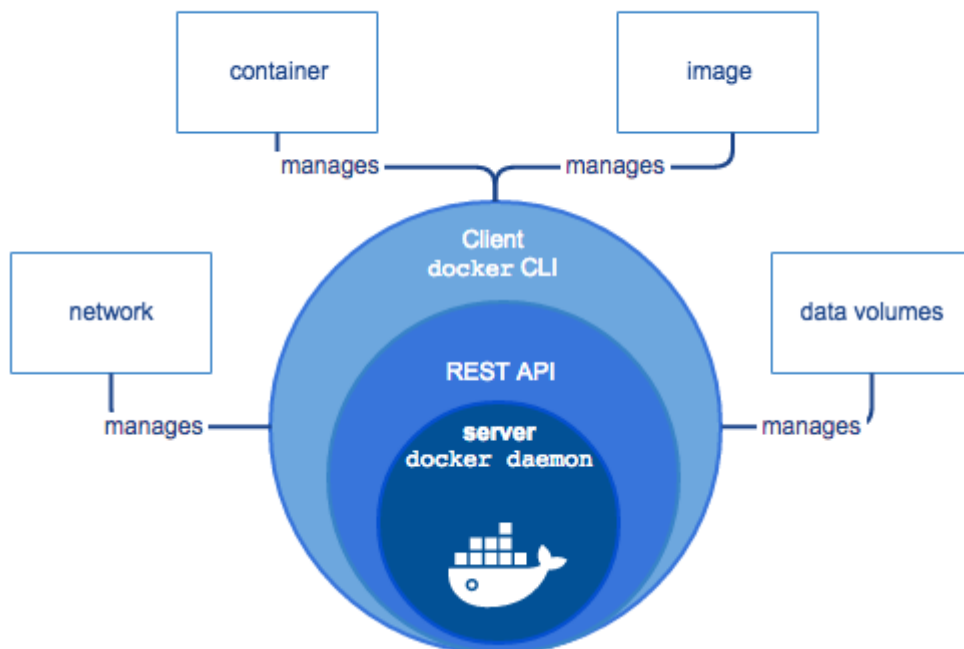 container
image
manages
manages
Client
docker CLI
network
data volumes
REST API
manages
manages
server
docker daemon